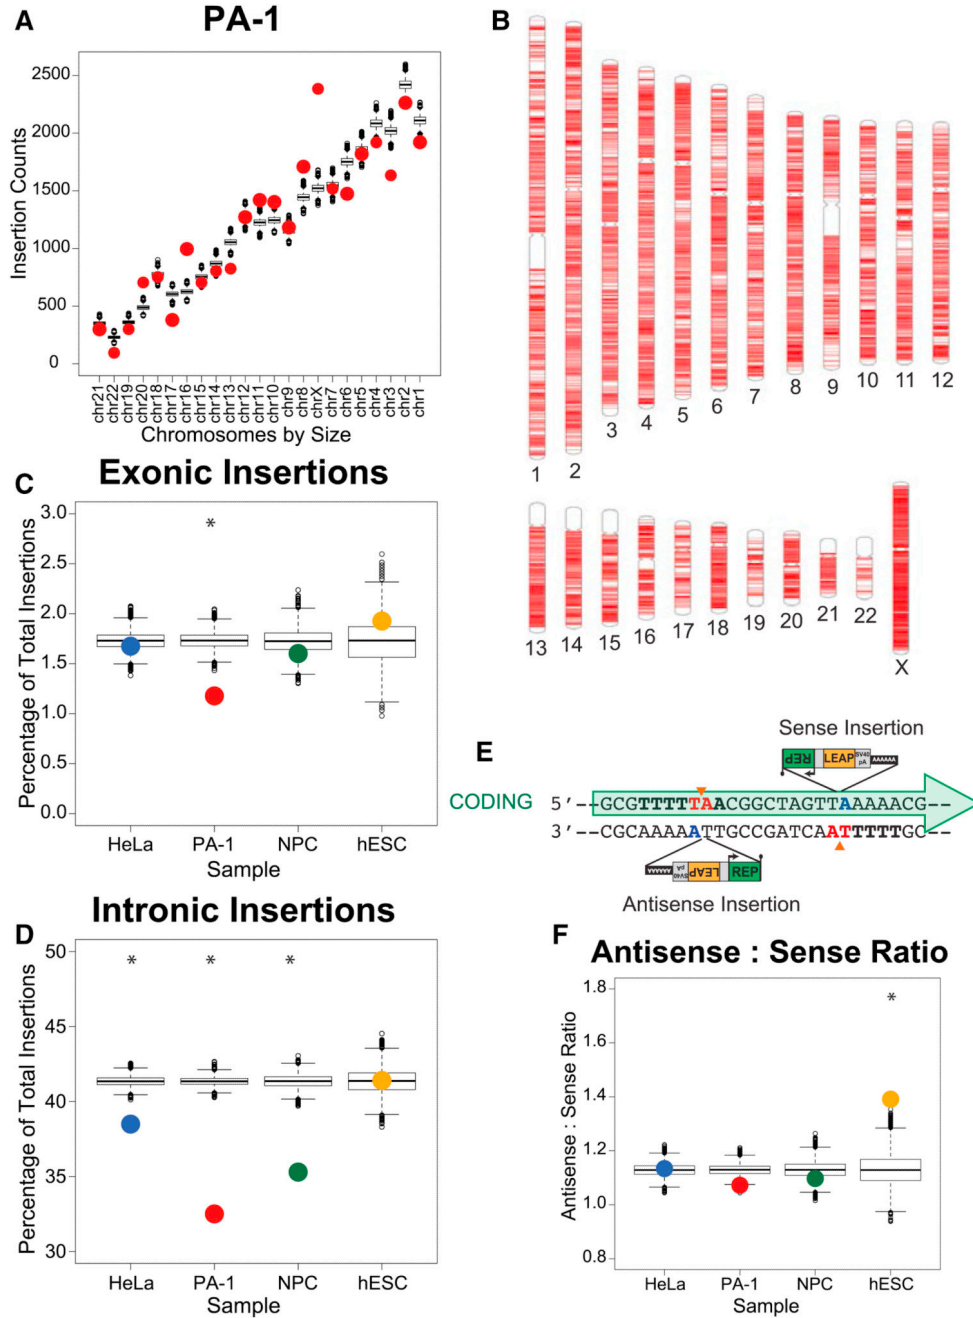 A
PA-1
Insertion Counts
2500
2000
1500
1000
500
0
chr21
chr22
chr19
chr20
chr18
chr17
chr16
chr15
chr14
chr13
chr12
chr11
chr10
chr9
chr8
chrX
chr7
chr6
chr5
chr4
chr3
chr2
chr1
Chromosomes by Size
B
1 2 3 4 5 6 7 8 9 10 11 12
13 14 15 16 17 18 19 20 21 22 X
C
Exonic Insertions
Percentage of Total Insertions
3.0
2.5
2.0
1.5
1.0
0.5
0.0
*
HeLa PA-1 NPC hESC
Sample
D
Intronic Insertions
Percentage of Total Insertions
50
45
40
35
30
* * *
HeLa PA-1 NPC hESC
Sample
E
Sense Insertion
REP LEAP SV40 pA AAAAAA
CODING 5′--GCGTTTTTAACGGCTAGTTAAAAACG--
3′--CGCAAAAATTGCCGATCAATTTTTGC--
AAAAAA SV40 pA LEAP REP
Antisense Insertion
F
Antisense : Sense Ratio
Antisense : Sense Ratio
1.8
1.6
1.4
1.2
1.0
0.8
*
HeLa PA-1 NPC hESC
Sample